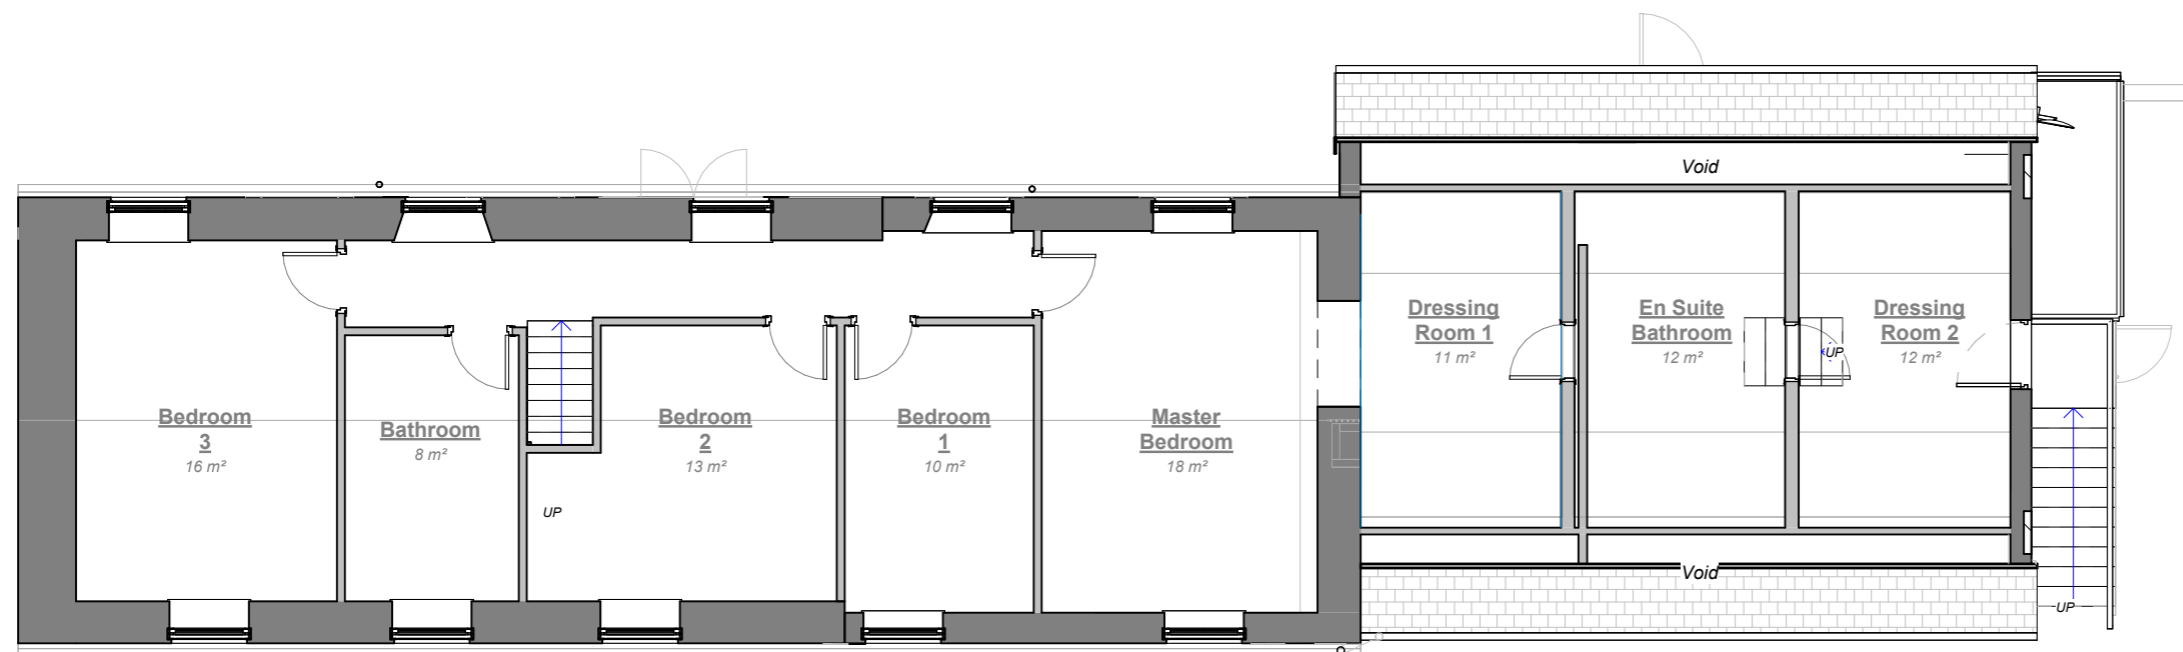 Void
Dressing
Room 1
11 m²
En Suite
Bathroom
12 m²
Dressing
Room 2
12 m²
UP
Bedroom
3
16 m²
Bathroom
8 m²
Bedroom
2
13 m²
Bedroom
1
10 m²
Master
Bedroom
18 m²
UP
Void
UP